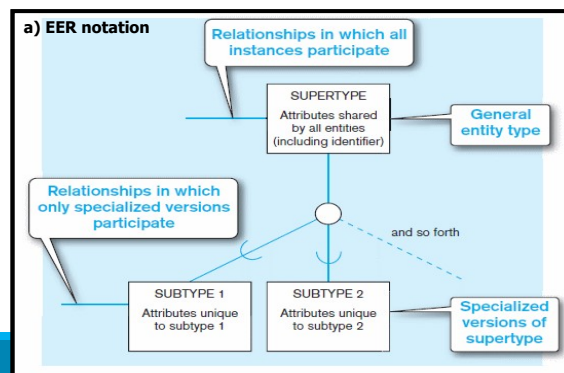 a) EER notation
Relationships in which all
instances participate
SUPERTYPE
Attributes shared
by all entities
(including identifier)
General
entity type
Relationships in which
only specialized versions
participate
and so forth
SUBTYPE 1
Attributes unique
to subtype 1
SUBTYPE 2
Attributes unique
to subtype 2
Specialized
versions of
supertype